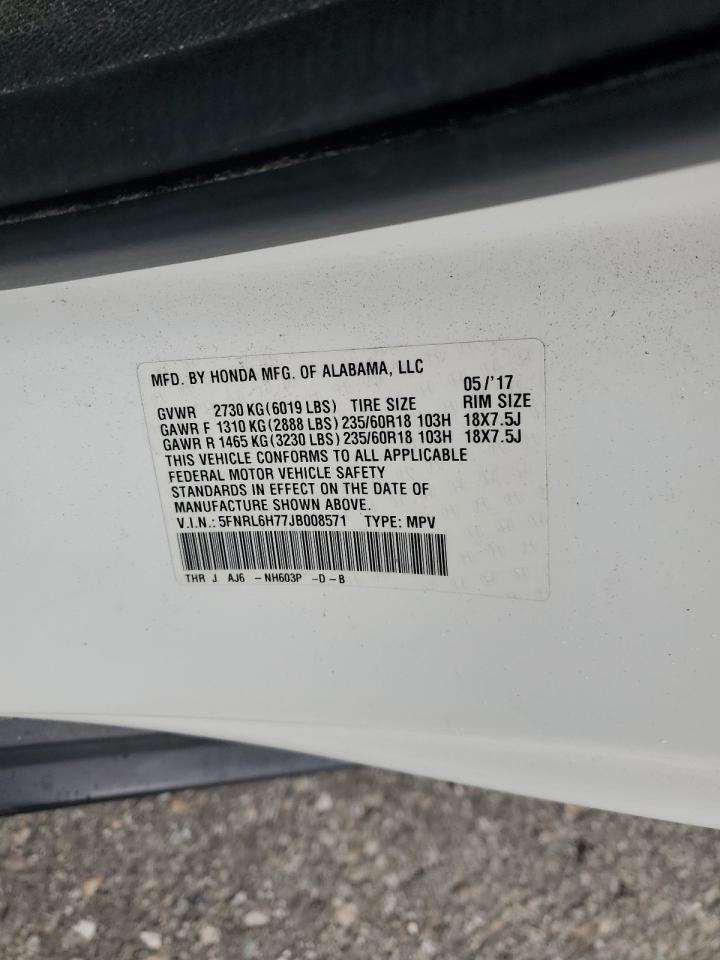 MFD. BY HONDA MFG. OF ALABAMA, LLC 05/'17
GVWR 2730 KG(6019 LBS) TIRE SIZE RIM SIZE
GAWR F 1310 KG(2888 LBS)235/60R18 103H 18X7.5J
GAWR R 1465 KG(3230 LBS)235/60R18 103H 18X7.5J
THIS VEHICLE CONFORMS TO ALL APPLICABLE
FEDERAL MOTOR VEHICLE SAFETY
STANDARDS IN EFFECT ON THE DATE OF
MANUFACTURE SHOWN ABOVE.
V.I.N.: 5FNRL6H77JB008571 TYPE: MPV
THR J AJ6 -NH603P -D-B